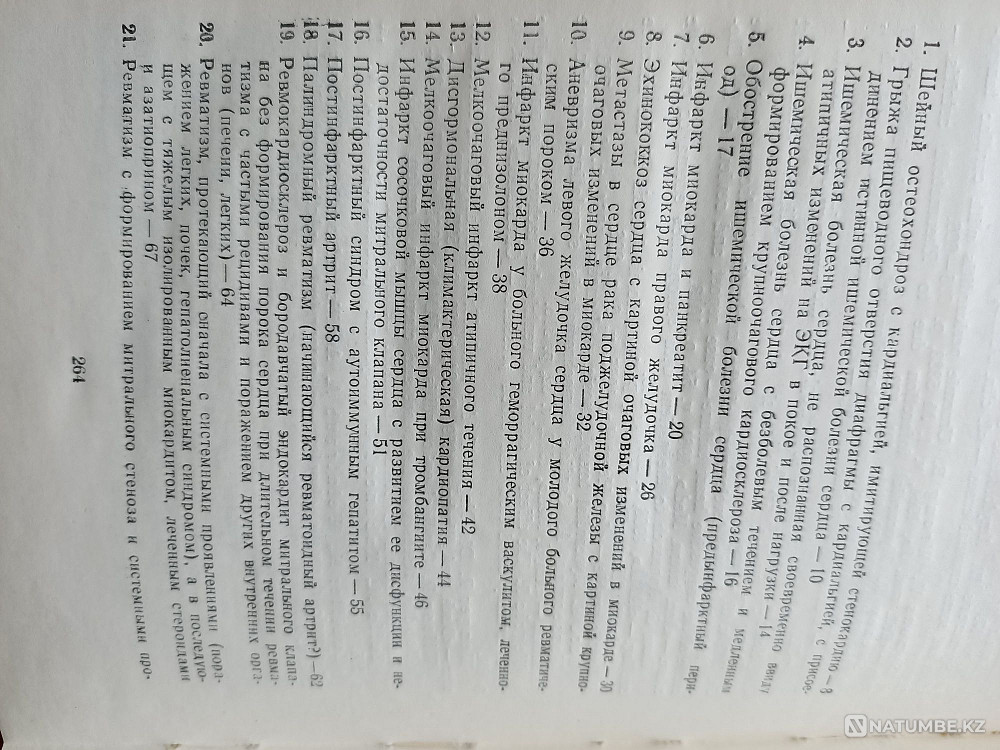 1. Шейный остеохондроз с кардиальгией, имитирующей стенокардию — 8
2. Грыжа пищеводного отверстия диафрагмы с кардиальгией, с присое-
динением истинной ишемической болезни сердца — 10
3. Ишемическая болезнь сердца, не распознанная своевременно ввиду
атипичных изменений на ЭКГ в покое и после нагрузки — 14
4. Ишемическая болезнь сердца с безболевым течением и медленным
формированием крупноочагового кардиосклероза — 16
5. Обострение ишемической болезни сердца (предынфарктный пери-
од) — 17
6. Инфаркт миокарда и панкреатит — 20
7. Инфаркт миокарда правого желудочка — 26
8. Эхинококкоз сердца с картиной очаговых изменений в миокарде — 30
9. Метастазы в сердце рака поджелудочной железы с картиной крупно-
очаговых изменений в миокарде — 32
10. Аневризма левого желудочка сердца у молодого больного ревматиче-
ским пороком — 36
11. Инфаркт миокарда у больного геморрагическим васкулитом, леченно-
го преднизолоном — 38
12. Мелкоочаговый инфаркт атипичного течения — 42
13. Дисгормональная (климактерическая) кардиопатия — 44
14. Мелкоочаговый инфаркт миокарда при тромбангиите — 46
15. Инфаркт сосочковой мышцы сердца с развитием ее дисфункции и не-
достаточности митрального клапана — 51
16. Постинфарктный синдром с аутоиммунным гепатитом — 55
17. Постинфарктный артрит — 58
18. Палиндромный ревматизм (начинающийся ревматоидный артрит?) — 62
19. Ревмокардиосклероз и бородавчатый эндокардит митрального клапа-
на без формирования порока сердца при длительном течении ревма-
тизма с частыми рецидивами и поражением других внутренних орга-
нов (печени, легких) — 64
20. Ревматизм, протекающий сначала с системными проявлениями (пора-
жением легких, почек, гепатолиенальным синдромом), а в последую-
щем с тяжелым изолированным миокардитом, леченным стероидами
и азатиоприном — 67
21. Ревматизм с формированием митрального стеноза и системными про-
264
NATUMBE.KZ